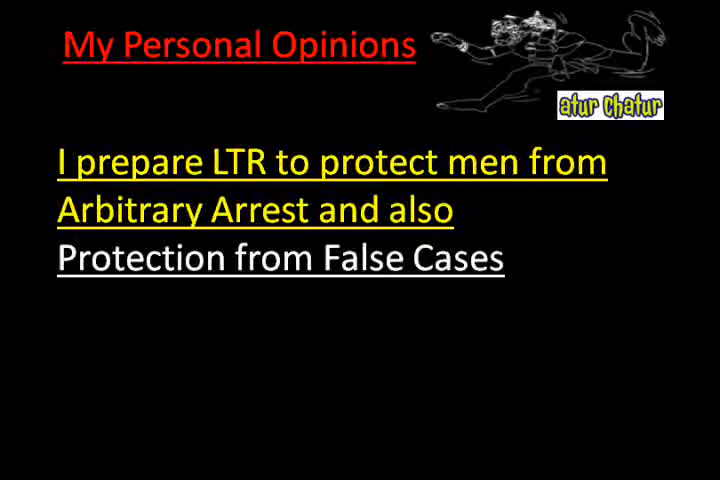 My Personal Opinions
atur chatur
I prepare LTR to protect men from
Arbitrary Arrest and also
Protection from False Cases